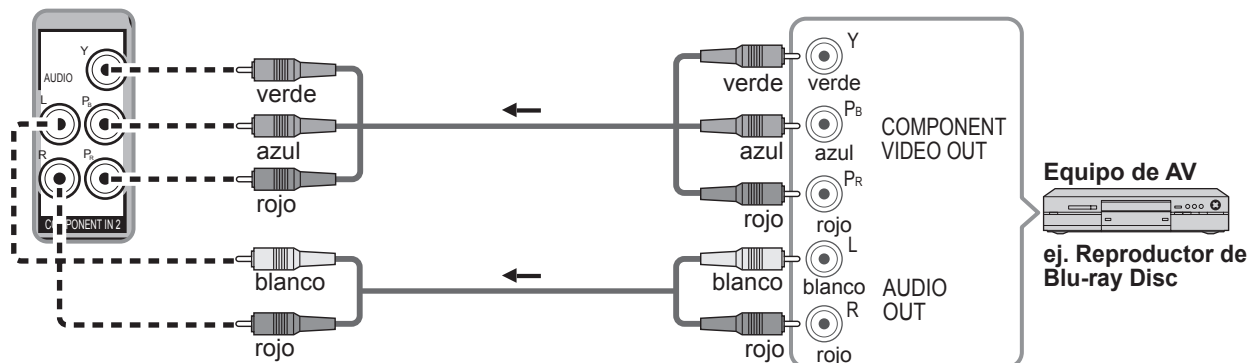 Y
AUDIO
L
PB
R
PR
COMPONENT IN 2
verde
azul
rojo
blanco
rojo
verde
azul
rojo
blanco
rojo
Y
verde
PB
azul
PR
rojo
L
blanco
R
rojo
COMPONENT
VIDEO OUT
AUDIO
OUT
Equipo de AV
ej. Reproductor de
Blu-ray Disc